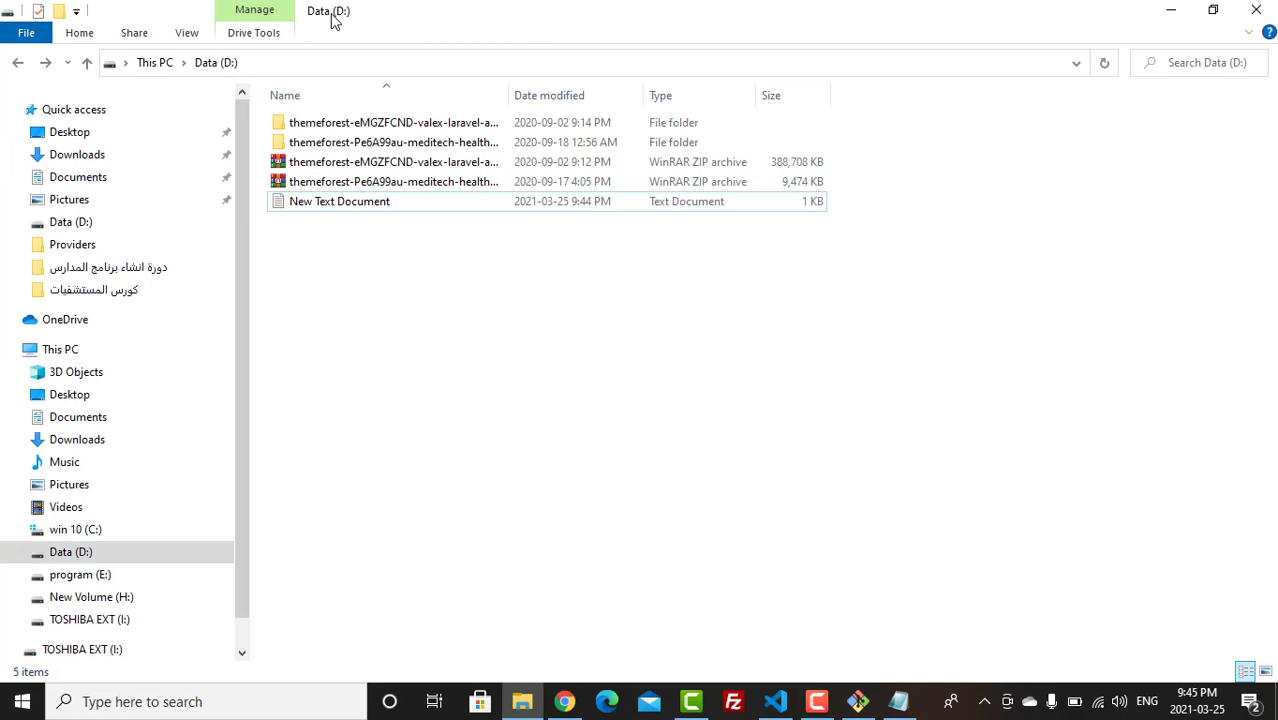 Manage
Data (D:)
File
Home
Share
View
Drive Tools
This PC
Data (D:)
Search Data (D:)
Name
Date modified
Type
Size
Quick access
Desktop
Downloads
Documents
Pictures
Data (D:)
Providers
دورة انشاء برنامج المدارس
كورس المستشفيات
OneDrive
This PC
3D Objects
Desktop
Documents
Downloads
Music
Pictures
Videos
win 10 (C:)
Data (D:)
program (E:)
New Volume (H:)
TOSHIBA EXT (I:)
TOSHIBA EXT (I:)
themeforest-eMGZFCND-valex-laravel-a... 2020-09-02 9:14 PM File folder
themeforest-Pe6A99au-meditech-health... 2020-09-18 12:56 AM File folder
themeforest-eMGZFCND-valex-laravel-a... 2020-09-02 9:12 PM WinRAR ZIP archive 388,708 KB
themeforest-Pe6A99au-meditech-health... 2020-09-17 4:05 PM WinRAR ZIP archive 9,474 KB
New Text Document 2021-03-25 9:44 PM Text Document 1 KB
5 items
Type here to search
ENG
9:45 PM
2021-03-25
2